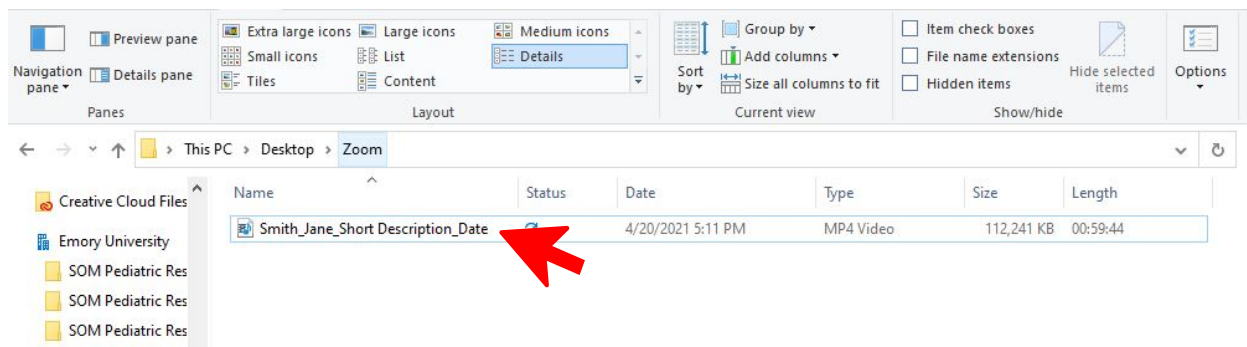 Preview pane
Details pane
Navigation
pane
Panes
Extra large icons Large icons Medium icons
Small icons List Details
Tiles Content
Layout
Sort
by
Group by
Add columns
Size all columns to fit
Current view
Item check boxes
File name extensions
Hidden items
Hide selected
items
Show/hide
Options
This PC > Desktop > Zoom
Creative Cloud Files
Emory University
SOM Pediatric Res
SOM Pediatric Res
SOM Pediatric Res
Name Status Date Type Size Length
Smith_Jane_Short Description_Date 4/20/2021 5:11 PM MP4 Video 112,241 KB 00:59:44